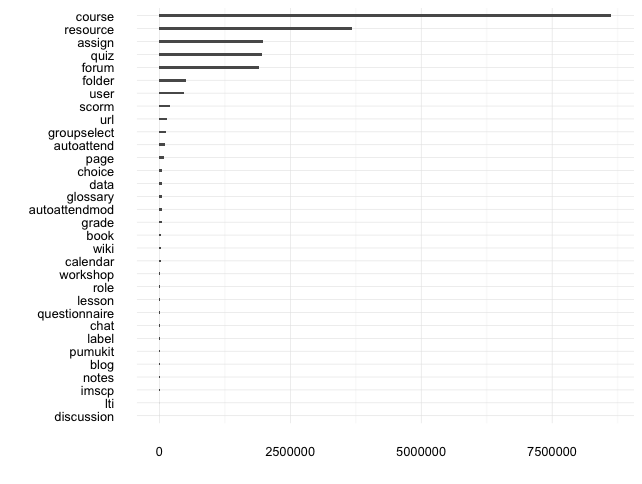 course
resource
assign
quiz
forum
folder
user
scorm
url
groupselect
autoattend
page
choice
data
glossary
autoattendmod
grade
book
wiki
calendar
workshop
role
lesson
questionnaire
chat
label
pumukit
blog
notes
imscp
lti
discussion
0 2500000 5000000 7500000